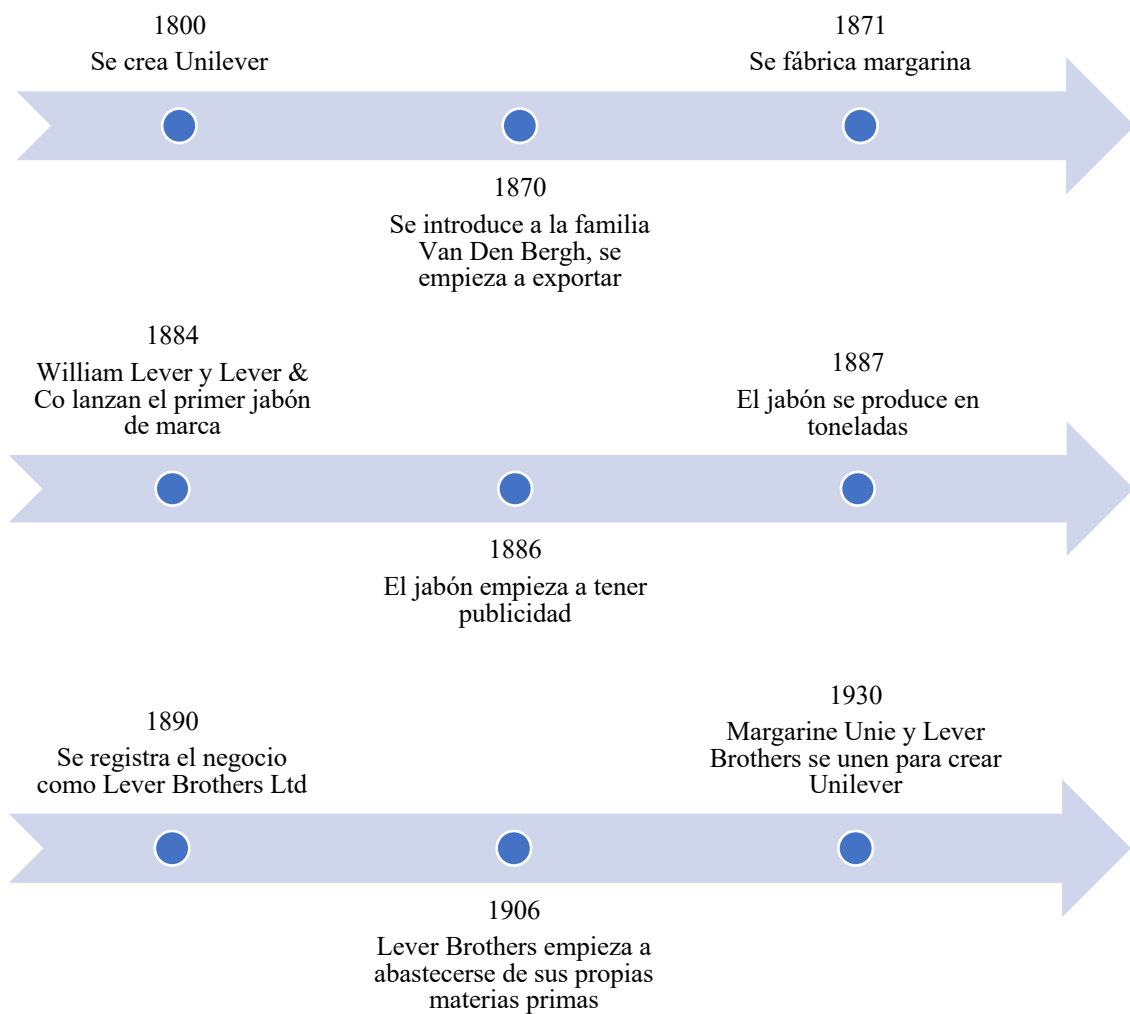 1800
Se crea Unilever
1871
Se fábrica margarina
1870
Se introduce a la familia
Van Den Bergh, se
empieza a exportar
1884
William Lever y Lever &
Co lanzan el primer jabón
de marca
1887
El jabón se produce en
toneladas
1886
El jabón empieza a tener
publicidad
1890
Se registra el negocio
como Lever Brothers Ltd
1930
Margarine Unie y Lever
Brothers se unen para crear
Unilever
1906
Lever Brothers empieza a
abastecerse de sus propias
materias primas